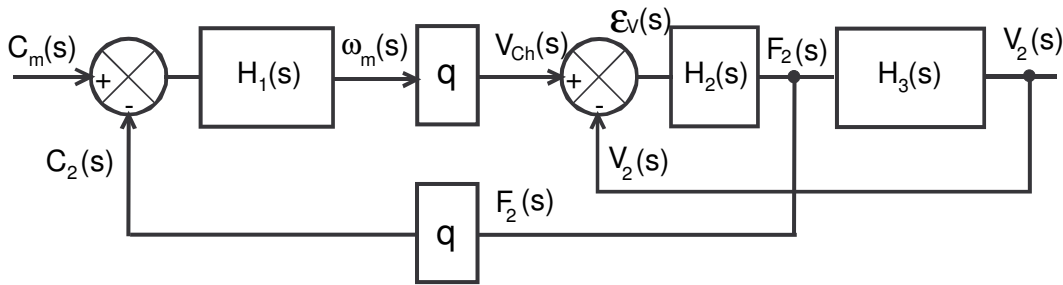 C_m(s)
+
-
H_1(s)
ω_m(s)
q
V_Ch(s)
+
-
ε_V(s)
H_2(s)
F_2(s)
H_3(s)
V_2(s)
C_2(s)
V_2(s)
q
F_2(s)